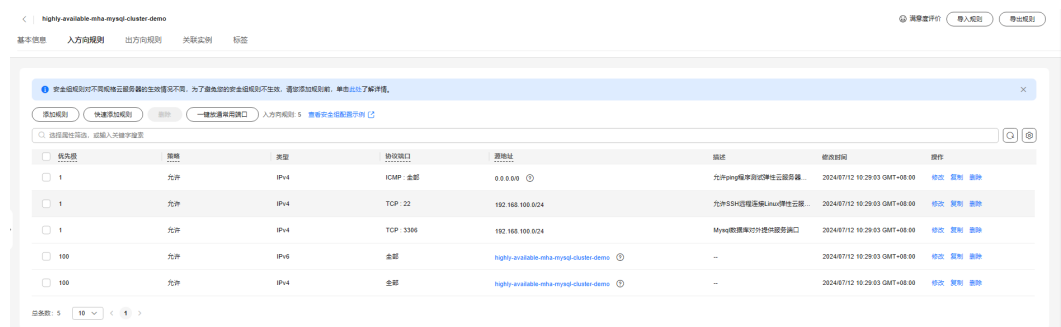 highly-available-mha-mysql-cluster-demo 满意度评价 导入规则 导出规则
基本信息 入方向规则 出方向规则 关联实例 标签
安全组规则对不同规格云服务器的生效情况不同，为了避免您的安全组规则不生效，请您添加规则前，单击此处了解详情。
添加规则 快速添加规则 删除 一键放通常用端口 入方向规则: 5 查看安全组配置示例
选择属性筛选，或输入关键字搜索
优先级 策略 类型 协议端口 源地址 描述 修改时间 操作
1 允许 IPv4 ICMP : 全部 0.0.0.0/0 允许ping程序测试弹性云服务器... 2024/07/12 10:29:03 GMT+08:00 修改 复制 删除
1 允许 IPv4 TCP : 22 192.168.100.0/24 允许SSH远程连接Linux弹性云服... 2024/07/12 10:29:03 GMT+08:00 修改 复制 删除
1 允许 IPv4 TCP : 3306 192.168.100.0/24 Mysql数据库对外提供服务端口 2024/07/12 10:29:03 GMT+08:00 修改 复制 删除
100 允许 IPv6 全部 highly-available-mha-mysql-cluster-demo -- 2024/07/12 10:29:03 GMT+08:00 修改 复制 删除
100 允许 IPv4 全部 highly-available-mha-mysql-cluster-demo -- 2024/07/12 10:29:03 GMT+08:00 修改 复制 删除
总条数: 5 10 1